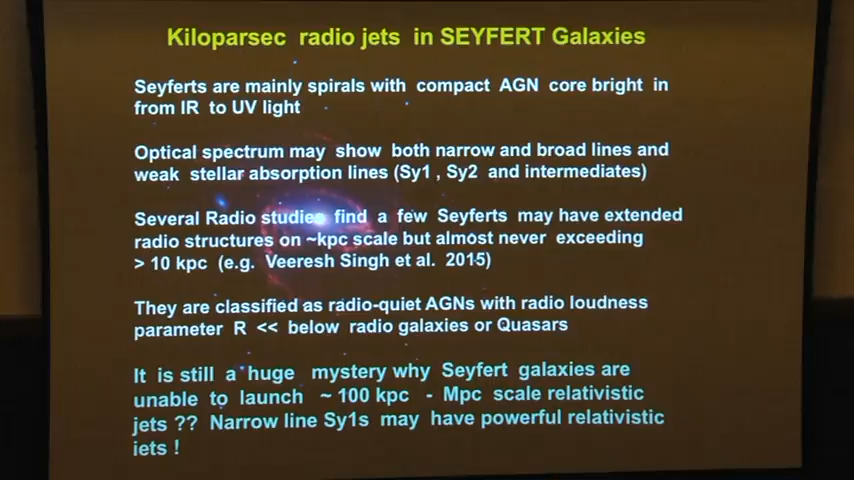 Kiloparsec radio jets in SEYFERT Galaxies
Seyferts are mainly spirals with compact AGN core bright in
from IR to UV light
Optical spectrum may show both narrow and broad lines and
weak stellar absorption lines (Sy1 , Sy2 and intermediates)
Several Radio studies find a few Seyferts may have extended
radio structures on ~kpc scale but almost never exceeding
> 10 kpc (e.g. Veeresh Singh et al. 2015)
They are classified as radio-quiet AGNs with radio loudness
parameter R << below radio galaxies or Quasars
It is still a huge mystery why Seyfert galaxies are
unable to launch ~ 100 kpc - Mpc scale relativistic
jets ?? Narrow line Sy1s may have powerful relativistic
jets !